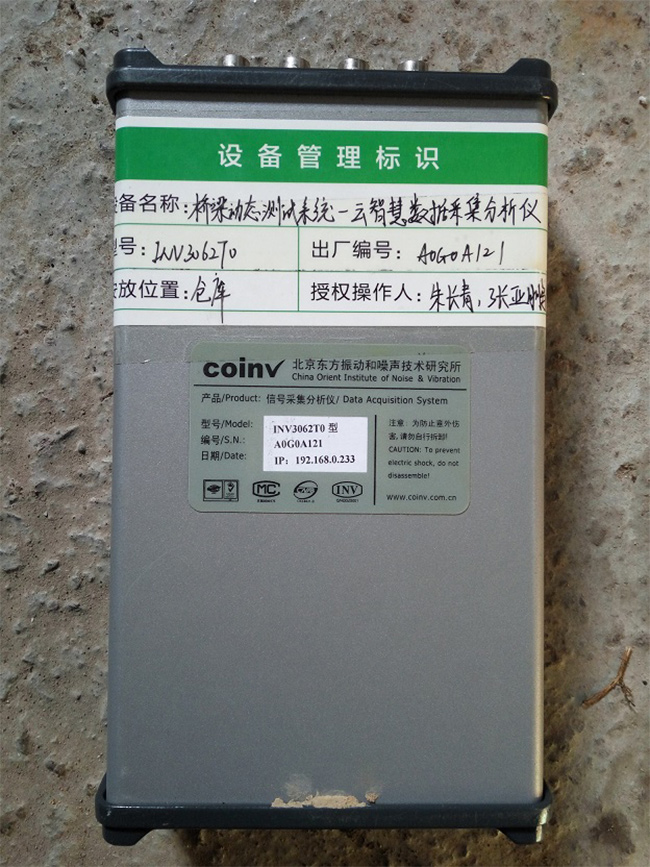 设备管理标识
设备名称:桥梁动态测试系统-云智慧数据采集分析仪
型号:INV3062T0 出厂编号: A0G0A121
存放位置:仓库 授权操作人:朱长青,张亚
coinv 北京东方振动和噪声技术研究所
China Orient Institute of Noise & Vibration
产品/Product: 信号采集分析仪/ Data Acquisition System
型号/Model: INV3062T0 型
编号/S.N.: A0G0A121
日期/Date: IP: 192.168.0.233
注意: 为防止意外伤
害,请勿自行拆卸!
CAUTION: To prevent
electric shock, do not
disassemble!
MC
INV
www.coinv.com.cn